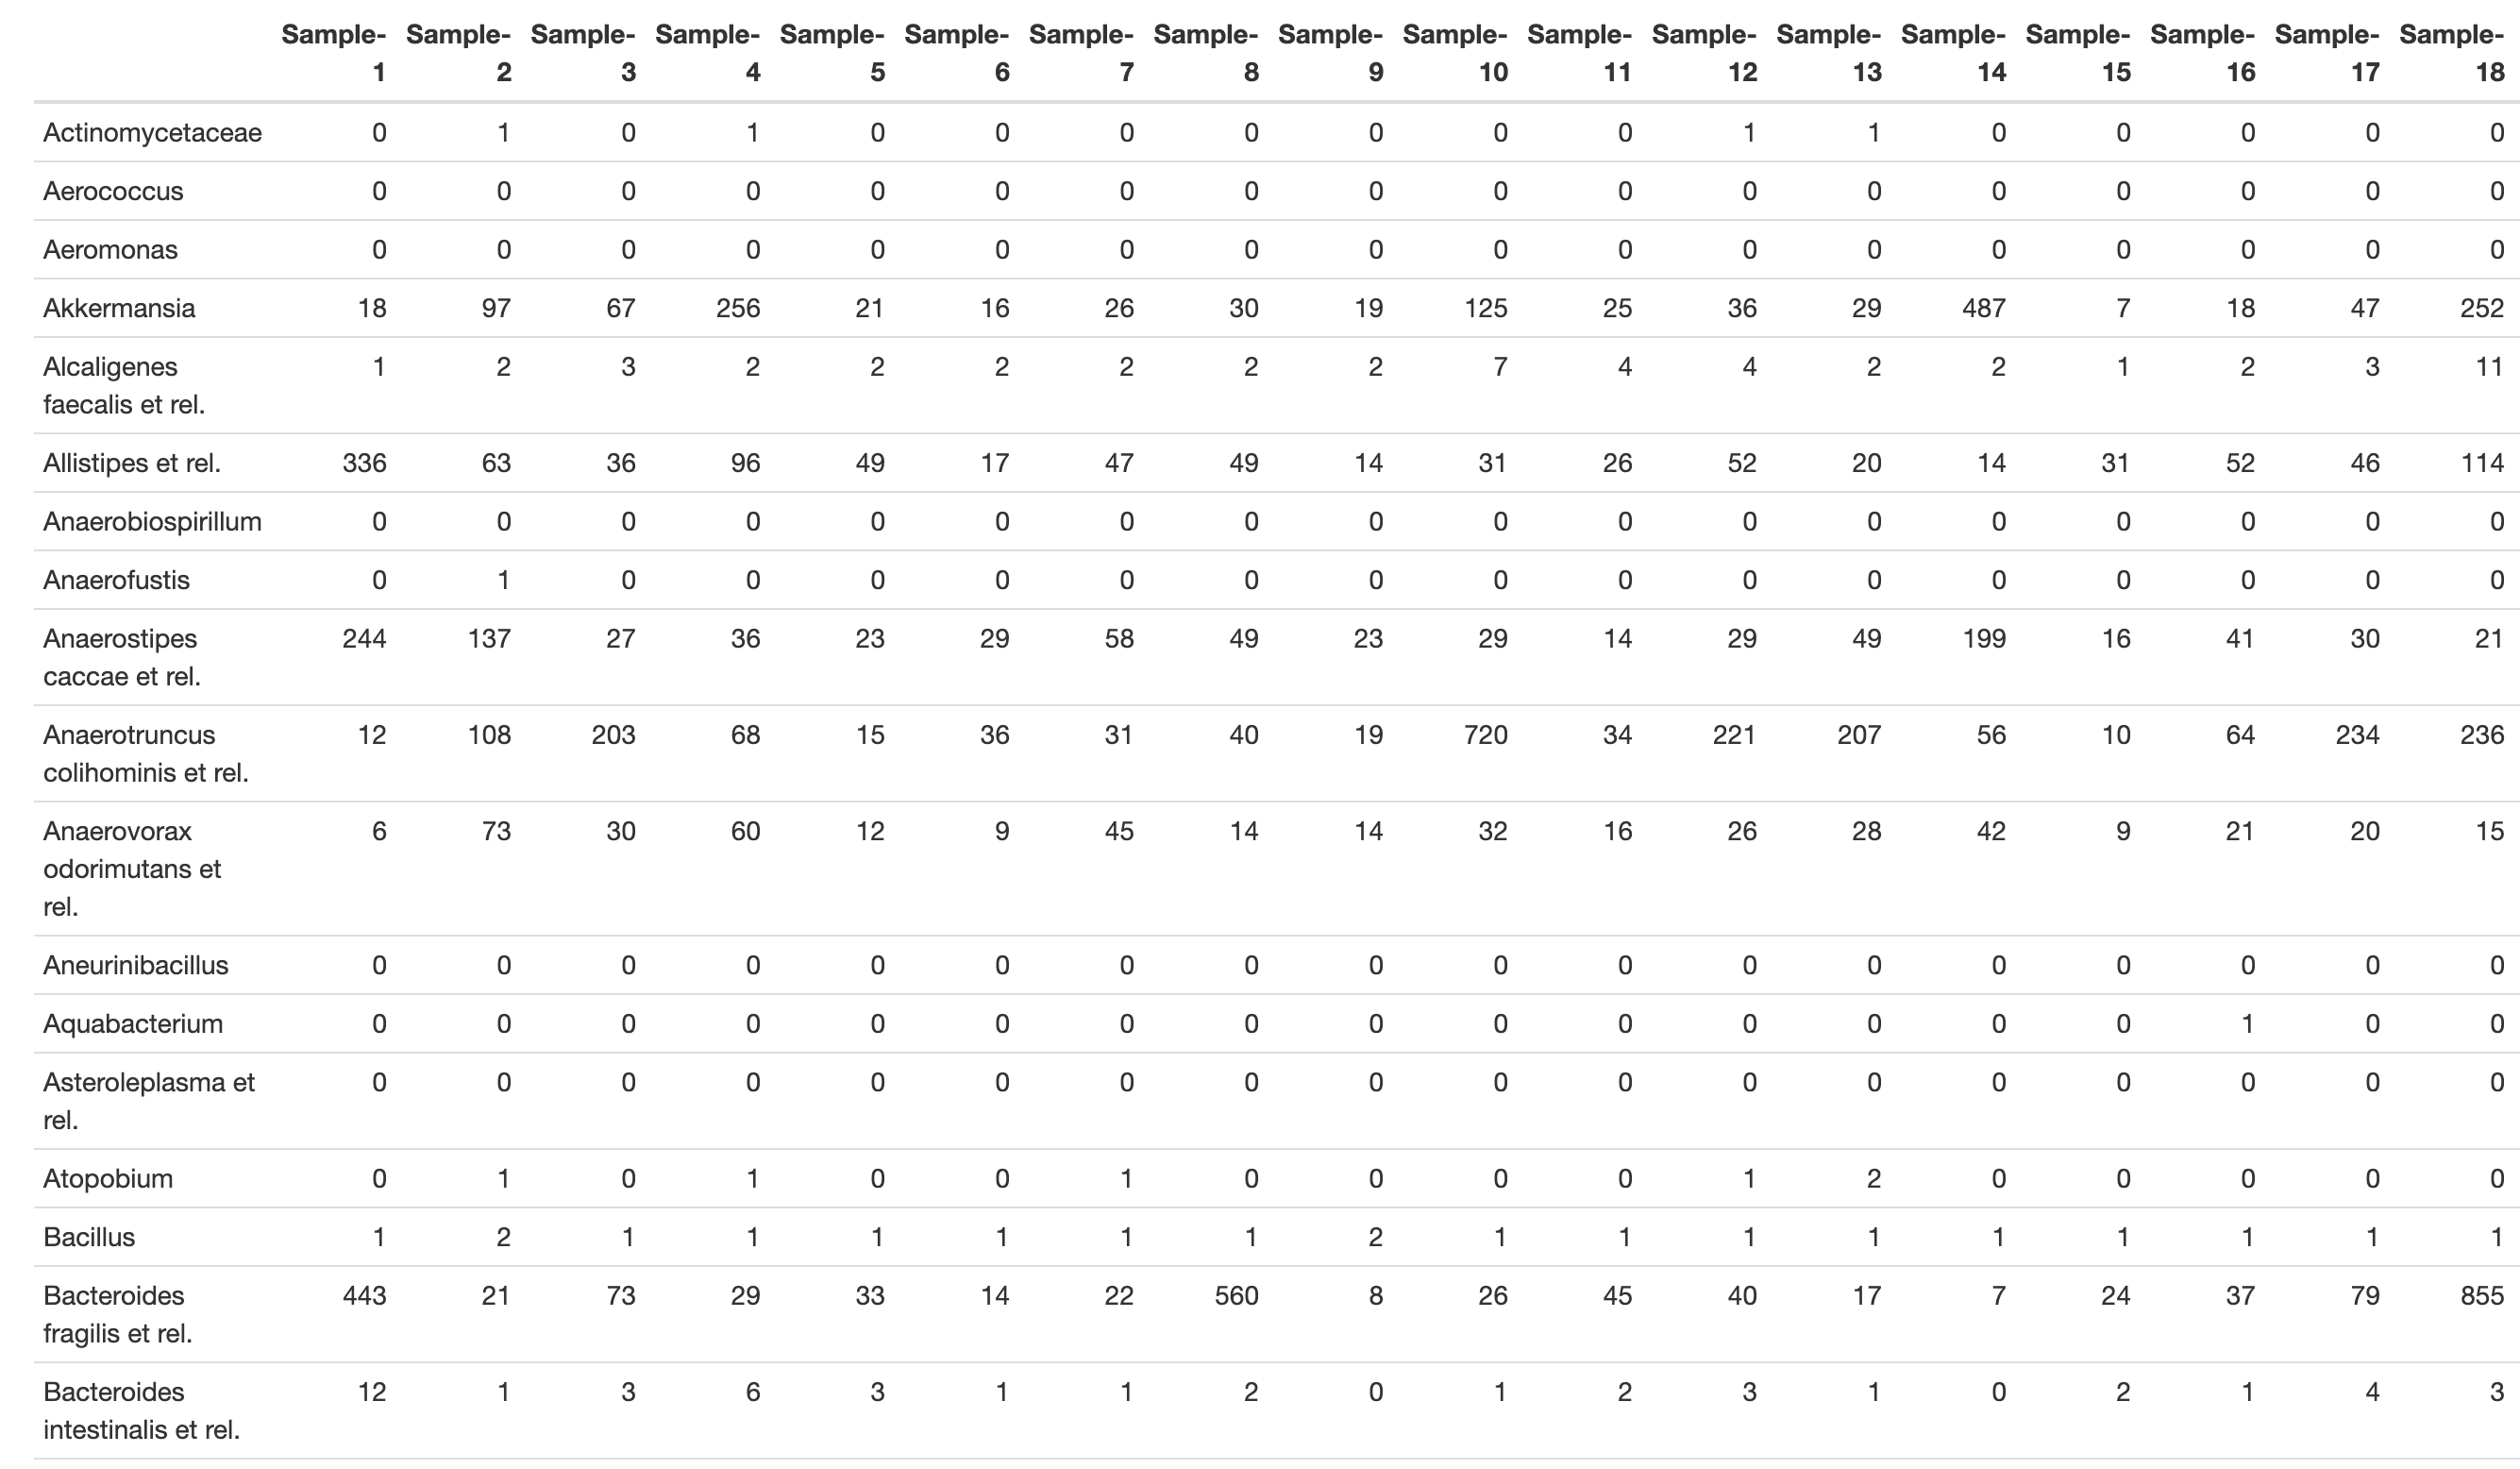 Sample- Sample- Sample- Sample- Sample- Sample- Sample- Sample- Sample- Sample- Sample- Sample- Sample- Sample- Sample- Sample- Sample- Sample-
1 2 3 4 5 6 7 8 9 10 11 12 13 14 15 16 17 18
Actinomycetaceae 0 1 0 1 0 0 0 0 0 0 0 1 1 0 0 0 0 0
Aerococcus 0 0 0 0 0 0 0 0 0 0 0 0 0 0 0 0 0 0
Aeromonas 0 0 0 0 0 0 0 0 0 0 0 0 0 0 0 0 0 0
Akkermansia 18 97 67 256 21 16 26 30 19 125 25 36 29 487 7 18 47 252
Alcaligenes 1 2 3 2 2 2 2 2 2 7 4 4 2 2 1 2 3 11
faecalis et rel.
Allistipes et rel. 336 63 36 96 49 17 47 49 14 31 26 52 20 14 31 52 46 114
Anaerobiospirillum 0 0 0 0 0 0 0 0 0 0 0 0 0 0 0 0 0 0
Anaerofustis 0 1 0 0 0 0 0 0 0 0 0 0 0 0 0 0 0 0
Anaerostipes 244 137 27 36 23 29 58 49 23 29 14 29 49 199 16 41 30 21
caccae et rel.
Anaerotruncus 12 108 203 68 15 36 31 40 19 720 34 221 207 56 10 64 234 236
colihominis et rel.
Anaerovorax 6 73 30 60 12 9 45 14 14 32 16 26 28 42 9 21 20 15
odorimutans et
rel.
Aneurinibacillus 0 0 0 0 0 0 0 0 0 0 0 0 0 0 0 0 0 0
Aquabacterium 0 0 0 0 0 0 0 0 0 0 0 0 0 0 0 1 0 0
Asteroleplasma et 0 0 0 0 0 0 0 0 0 0 0 0 0 0 0 0 0 0
rel.
Atopobium 0 1 0 1 0 0 1 0 0 0 0 1 2 0 0 0 0 0
Bacillus 1 2 1 1 1 1 1 1 2 1 1 1 1 1 1 1 1 1
Bacteroides 443 21 73 29 33 14 22 560 8 26 45 40 17 7 24 37 79 855
fragilis et rel.
Bacteroides 12 1 3 6 3 1 1 2 0 1 2 3 1 0 2 1 4 3
intestinalis et rel.